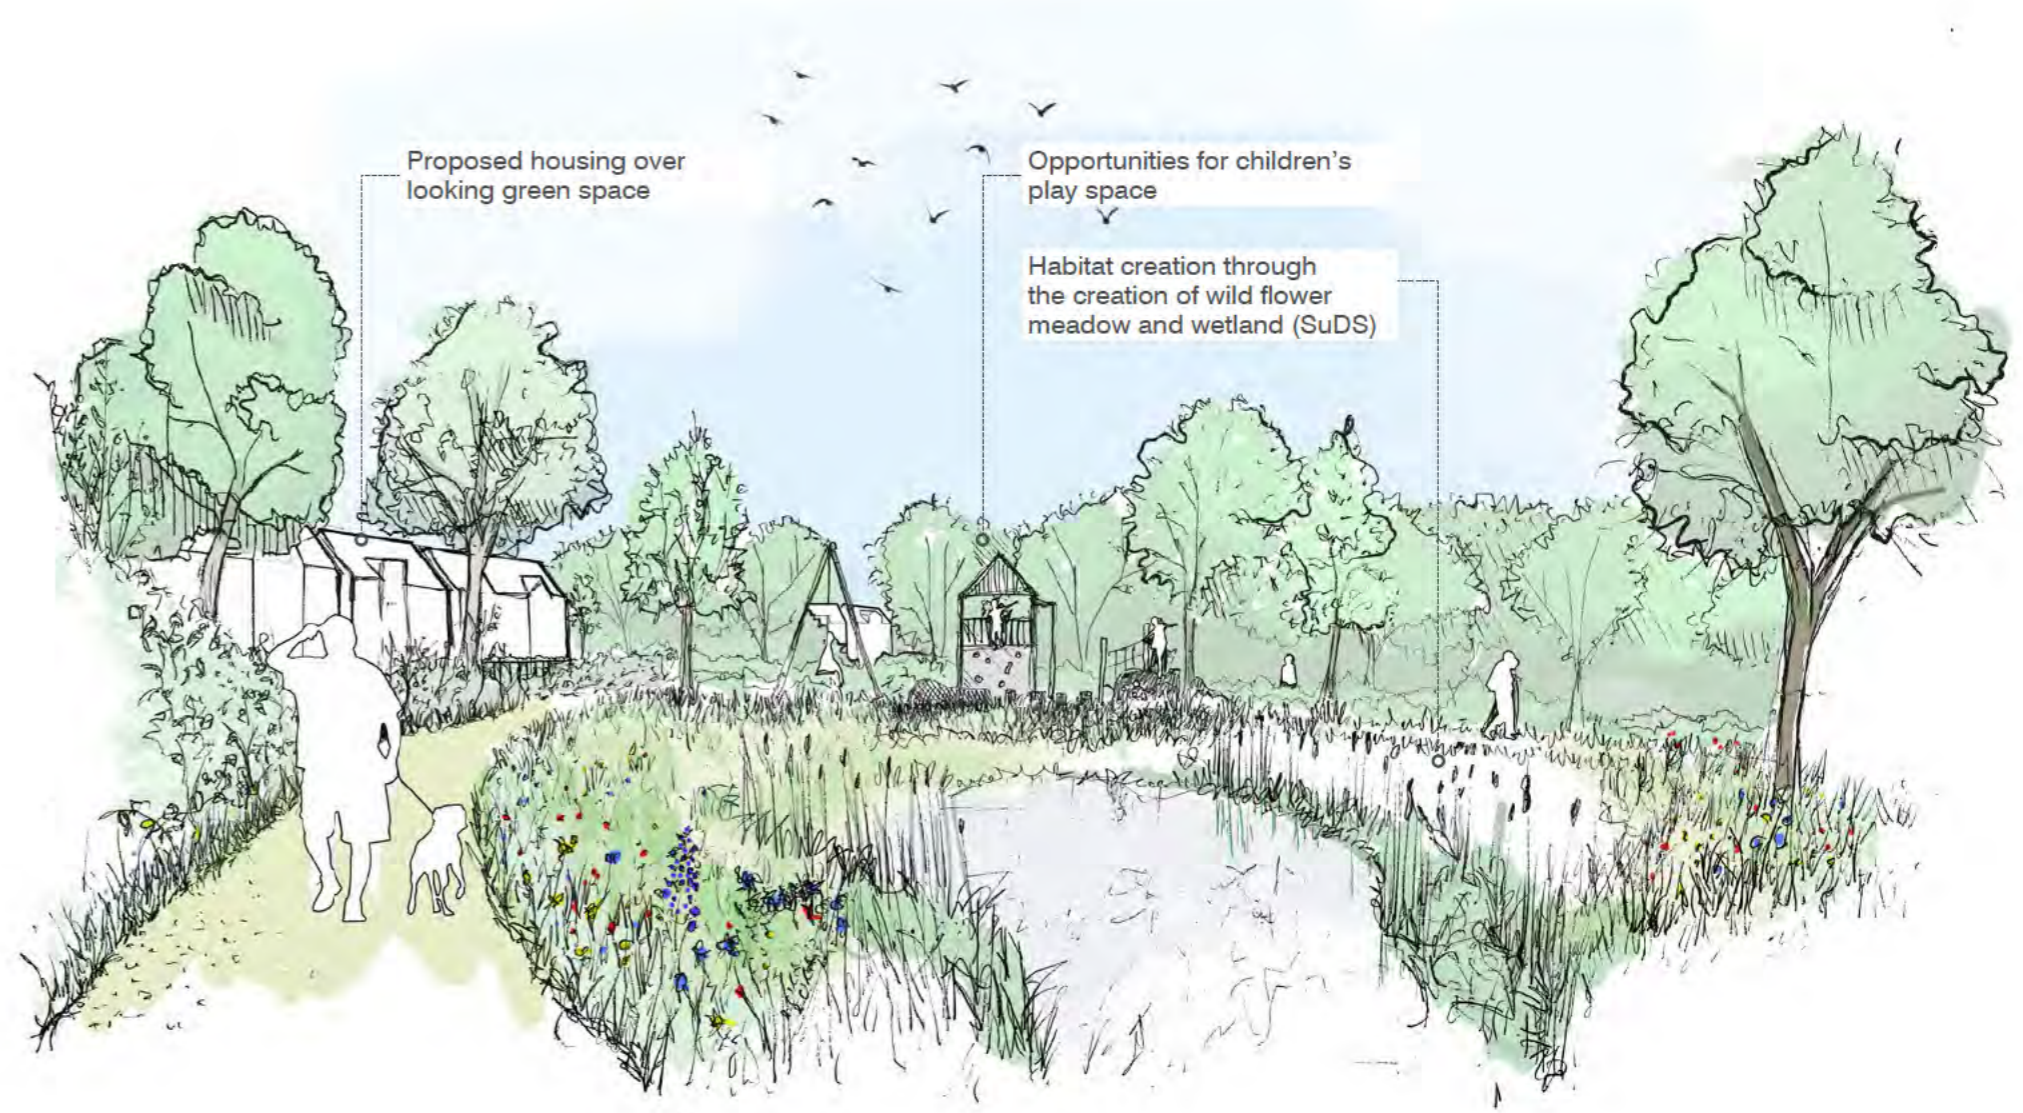 Proposed housing over
looking green space
Opportunities for children’s
play space
Habitat creation through
the creation of wild flower
meadow and wetland (SuDS)